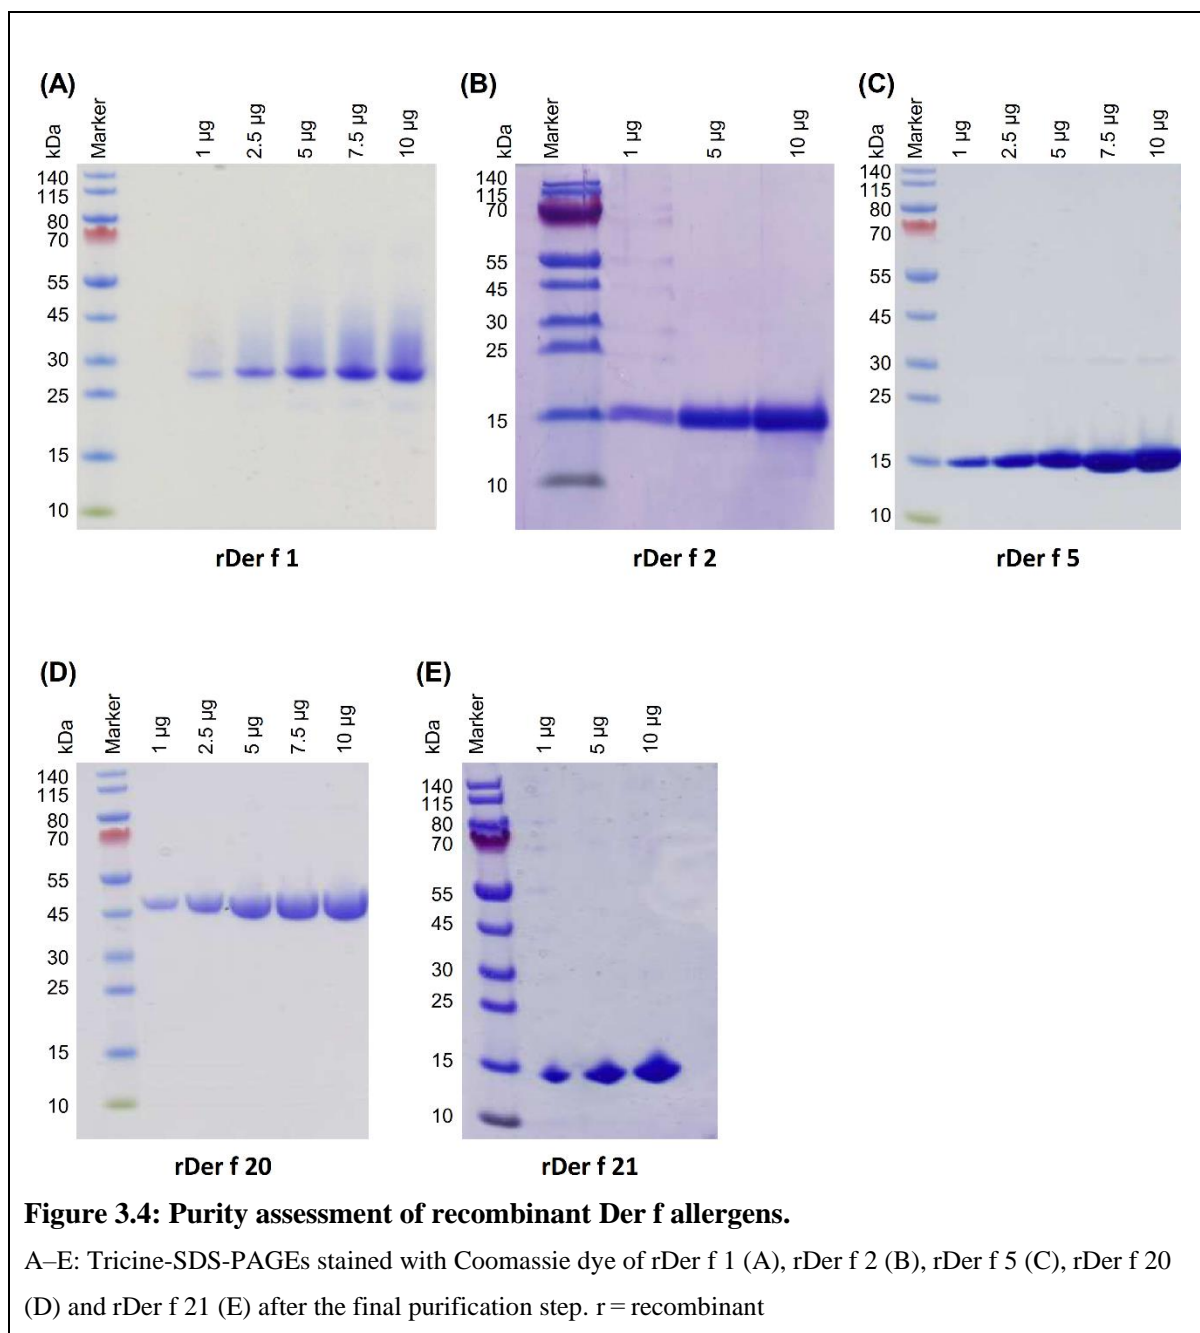 (A)
kDa
Marker
1 µg
2.5 µg
5 µg
7.5 µg
10 µg
140
115
80
70
55
45
30
25
15
10
rDer f 1
(B)
kDa
Marker
1 µg
5 µg
10 µg
140
115
70
55
45
30
25
15
10
rDer f 2
(C)
kDa
Marker
1 µg
2.5 µg
5 µg
7.5 µg
10 µg
140
115
80
70
55
45
30
25
15
10
rDer f 5
(D)
kDa
Marker
1 µg
2.5 µg
5 µg
7.5 µg
10 µg
140
115
80
70
55
45
30
25
15
10
rDer f 20
(E)
kDa
Marker
1 µg
5 µg
10 µg
140
115
80
70
55
45
30
25
15
10
rDer f 21
Figure 3.4: Purity assessment of recombinant Der f allergens.
A–E: Tricine-SDS-PAGEs stained with Coomassie dye of rDer f 1 (A), rDer f 2 (B), rDer f 5 (C), rDer f 20
(D) and rDer f 21 (E) after the final purification step. r = recombinant